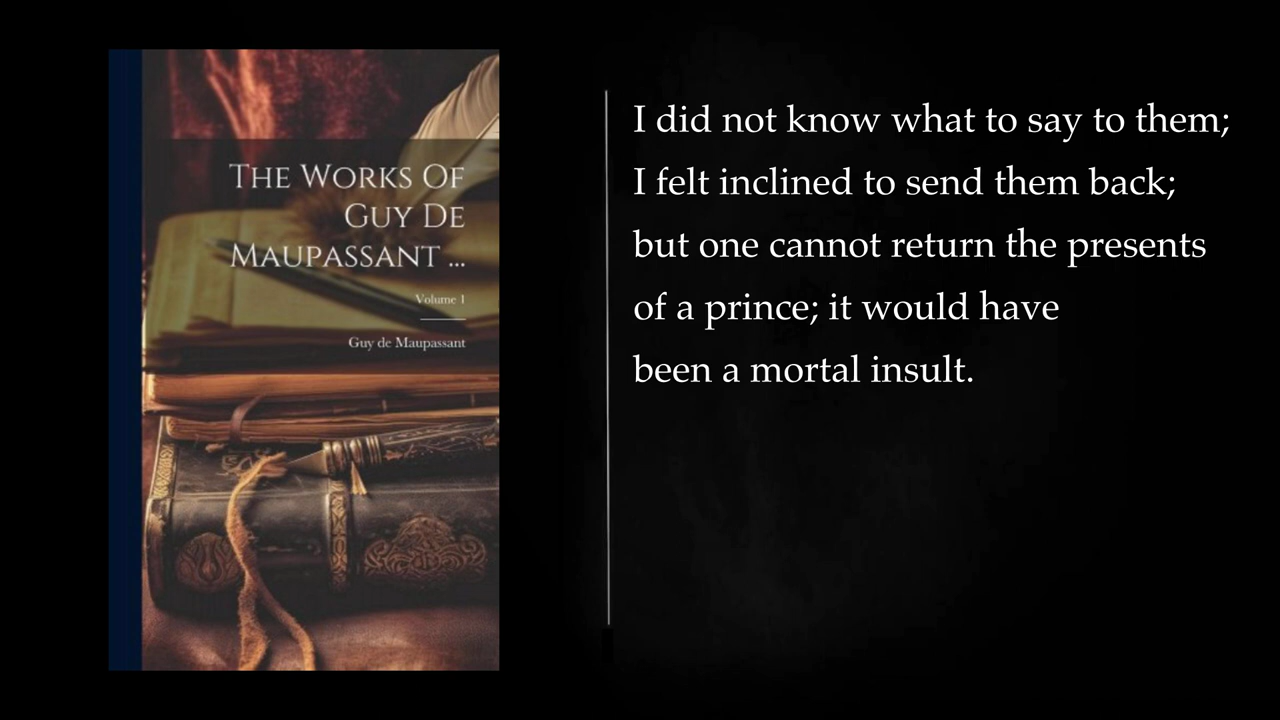 The Works Of
Guy De
Maupassant ...
Volume 1
Guy de Maupassant
I did not know what to say to them;
I felt inclined to send them back;
but one cannot return the presents
of a prince; it would have
been a mortal insult.